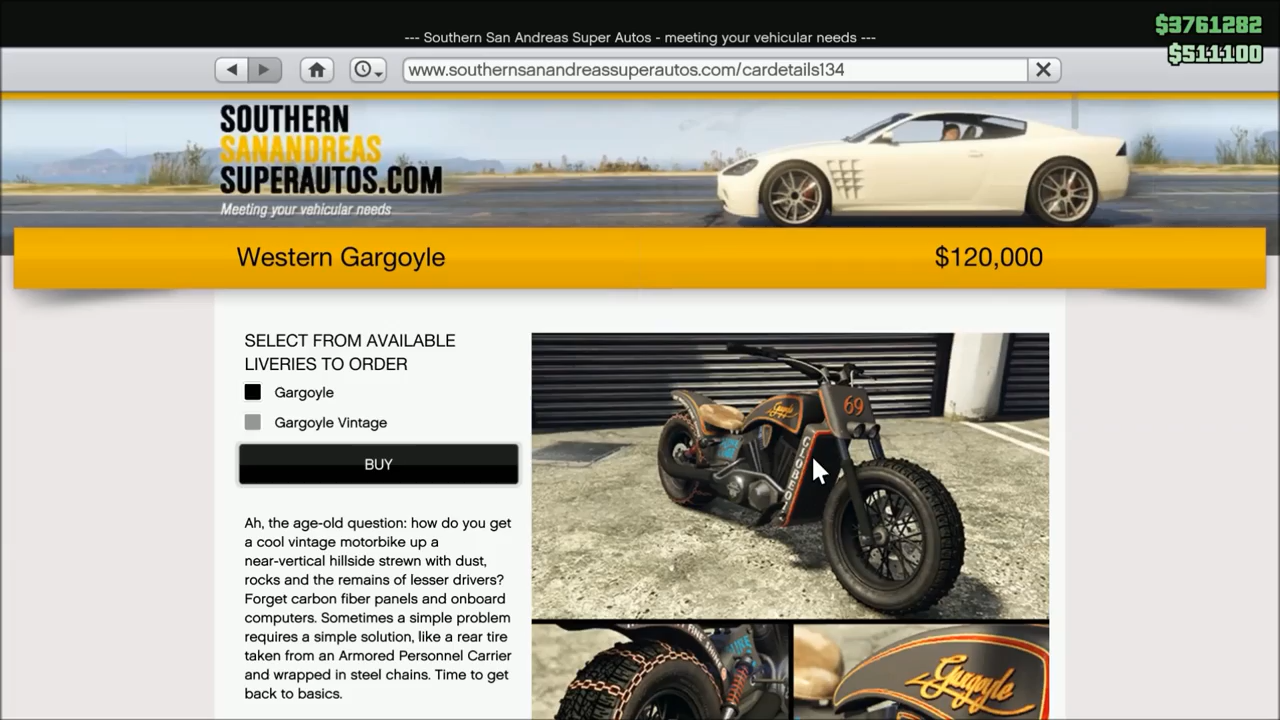 $3761282
--- Southern San Andreas Super Autos - meeting your vehicular needs ---
$511100
www.southernsanandreassuperautos.com/cardetails134
SOUTHERN
SANANDREAS
SUPERAUTOS.COM
Meeting your vehicular needs
Western Gargoyle
$120,000
SELECT FROM AVAILABLE
LIVERIES TO ORDER
Gargoyle
Gargoyle Vintage
BUY
Ah, the age-old question: how do you get
a cool vintage motorbike up a
near-vertical hillside strewn with dust,
rocks and the remains of lesser drivers?
Forget carbon fiber panels and onboard
computers. Sometimes a simple problem
requires a simple solution, like a rear tire
taken from an Armored Personnel Carrier
and wrapped in steel chains. Time to get
back to basics.
Gargoyle
69
GLOBEOIL
Gargoyle